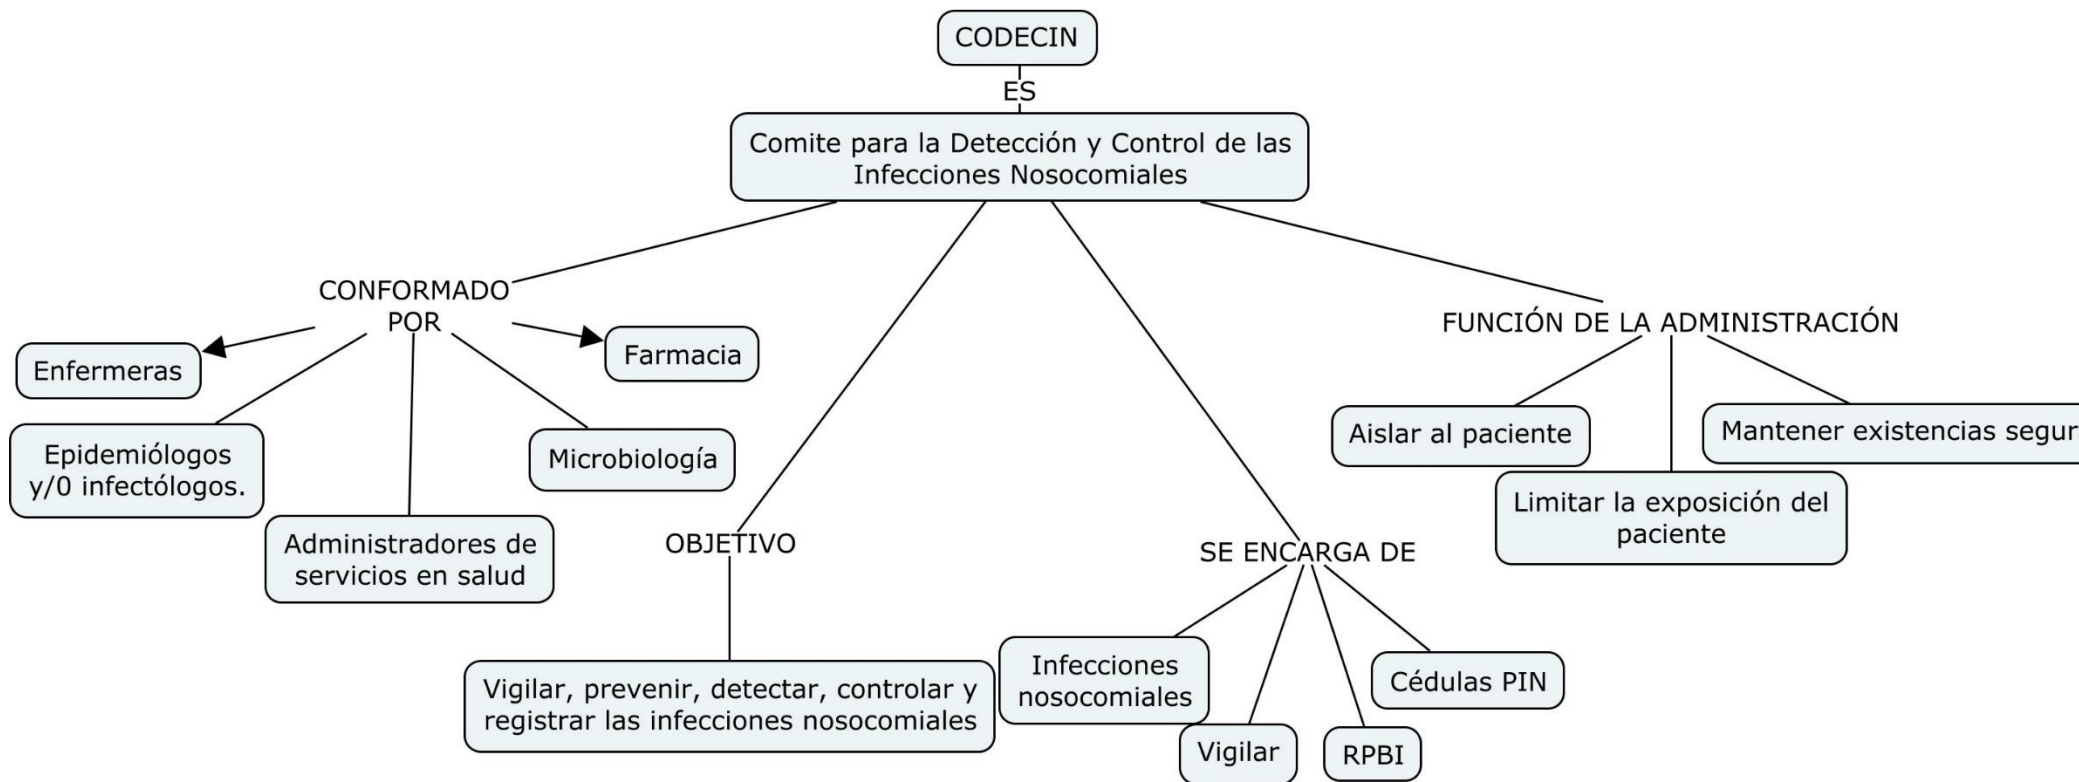 CODECIN
ES
Comite para la Detección y Control de las
Infecciones Nosocomiales
CONFORMADO
POR
Enfermeras
Farmacia
Epidemiólogos
y/0 infectólogos.
Microbiología
Administradores de
servicios en salud
OBJETIVO
Vigilar, prevenir, detectar, controlar y
registrar las infecciones nosocomiales
SE ENCARGA DE
Infecciones
nosocomiales
Vigilar
RPBI
Cédulas PIN
FUNCIÓN DE LA ADMINISTRACIÓN
Aislar al paciente
Limitar la exposición del
paciente
Mantener existencias